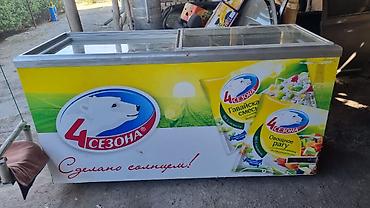 4 СЕЗОНА®
Сделано солнцем!
4 СЕЗОНА
Гавайская
смесь
4 СЕЗОНА
Овощное
рагу